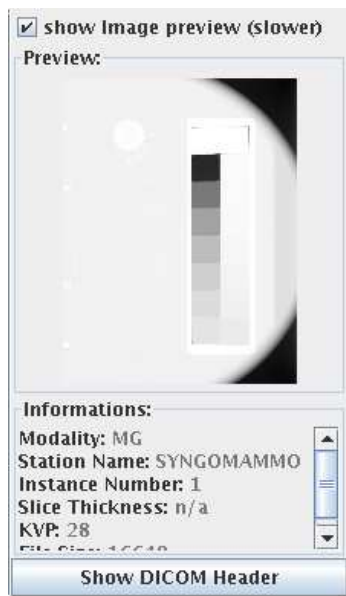 show Image preview (slower)
Preview:
Informations:
Modality: MG
Station Name: SYNGOMAMMO
Instance Number: 1
Slice Thickness: n/a
KVP: 28
Show DICOM Header